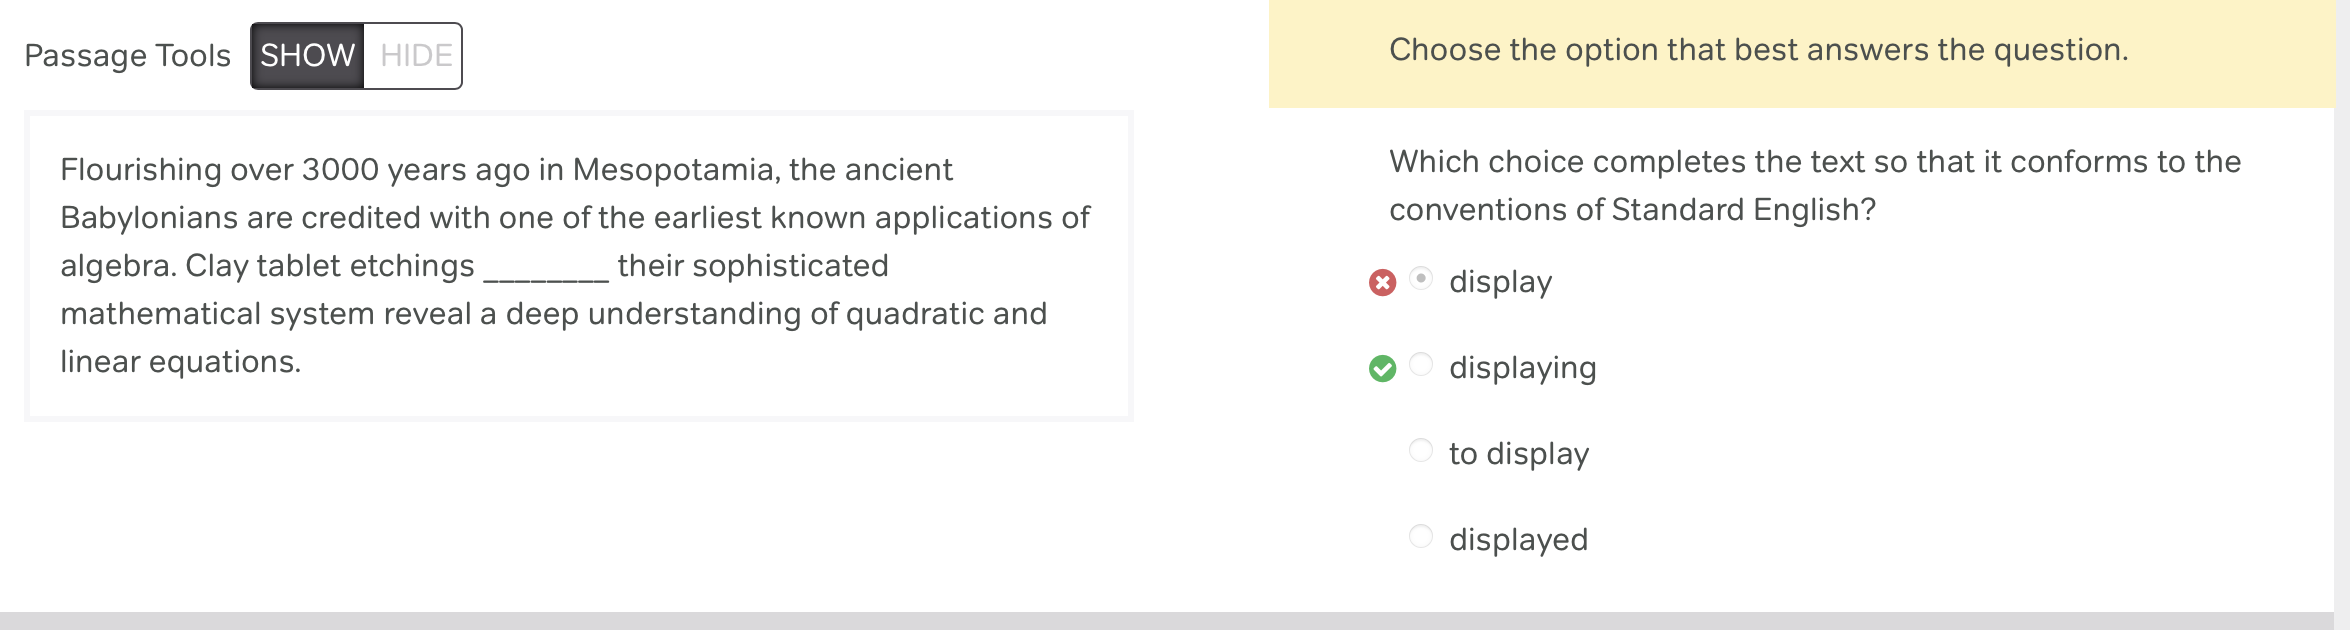 Passage Tools SHOW HIDE
Flourishing over 3000 years ago in Mesopotamia, the ancient
Babylonians are credited with one of the earliest known applications of
algebra. Clay tablet etchings ________ their sophisticated
mathematical system reveal a deep understanding of quadratic and
linear equations.
Choose the option that best answers the question.
Which choice completes the text so that it conforms to the
conventions of Standard English?
display
displaying
to display
displayed